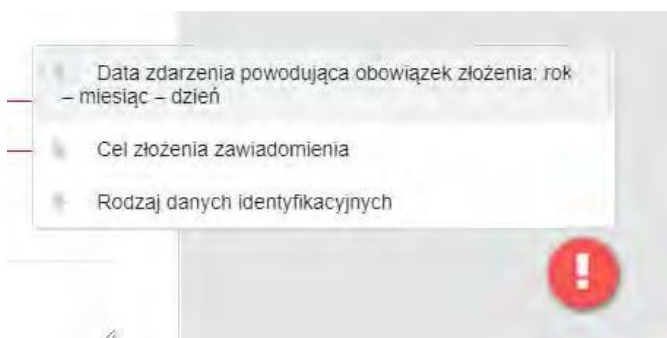 Data zdarzenia powodująca obowiązek złożenia: rok
– miesiąc – dzień
Cel złożenia zawiadomienia
Rodzaj danych identyfikacyjnych
!